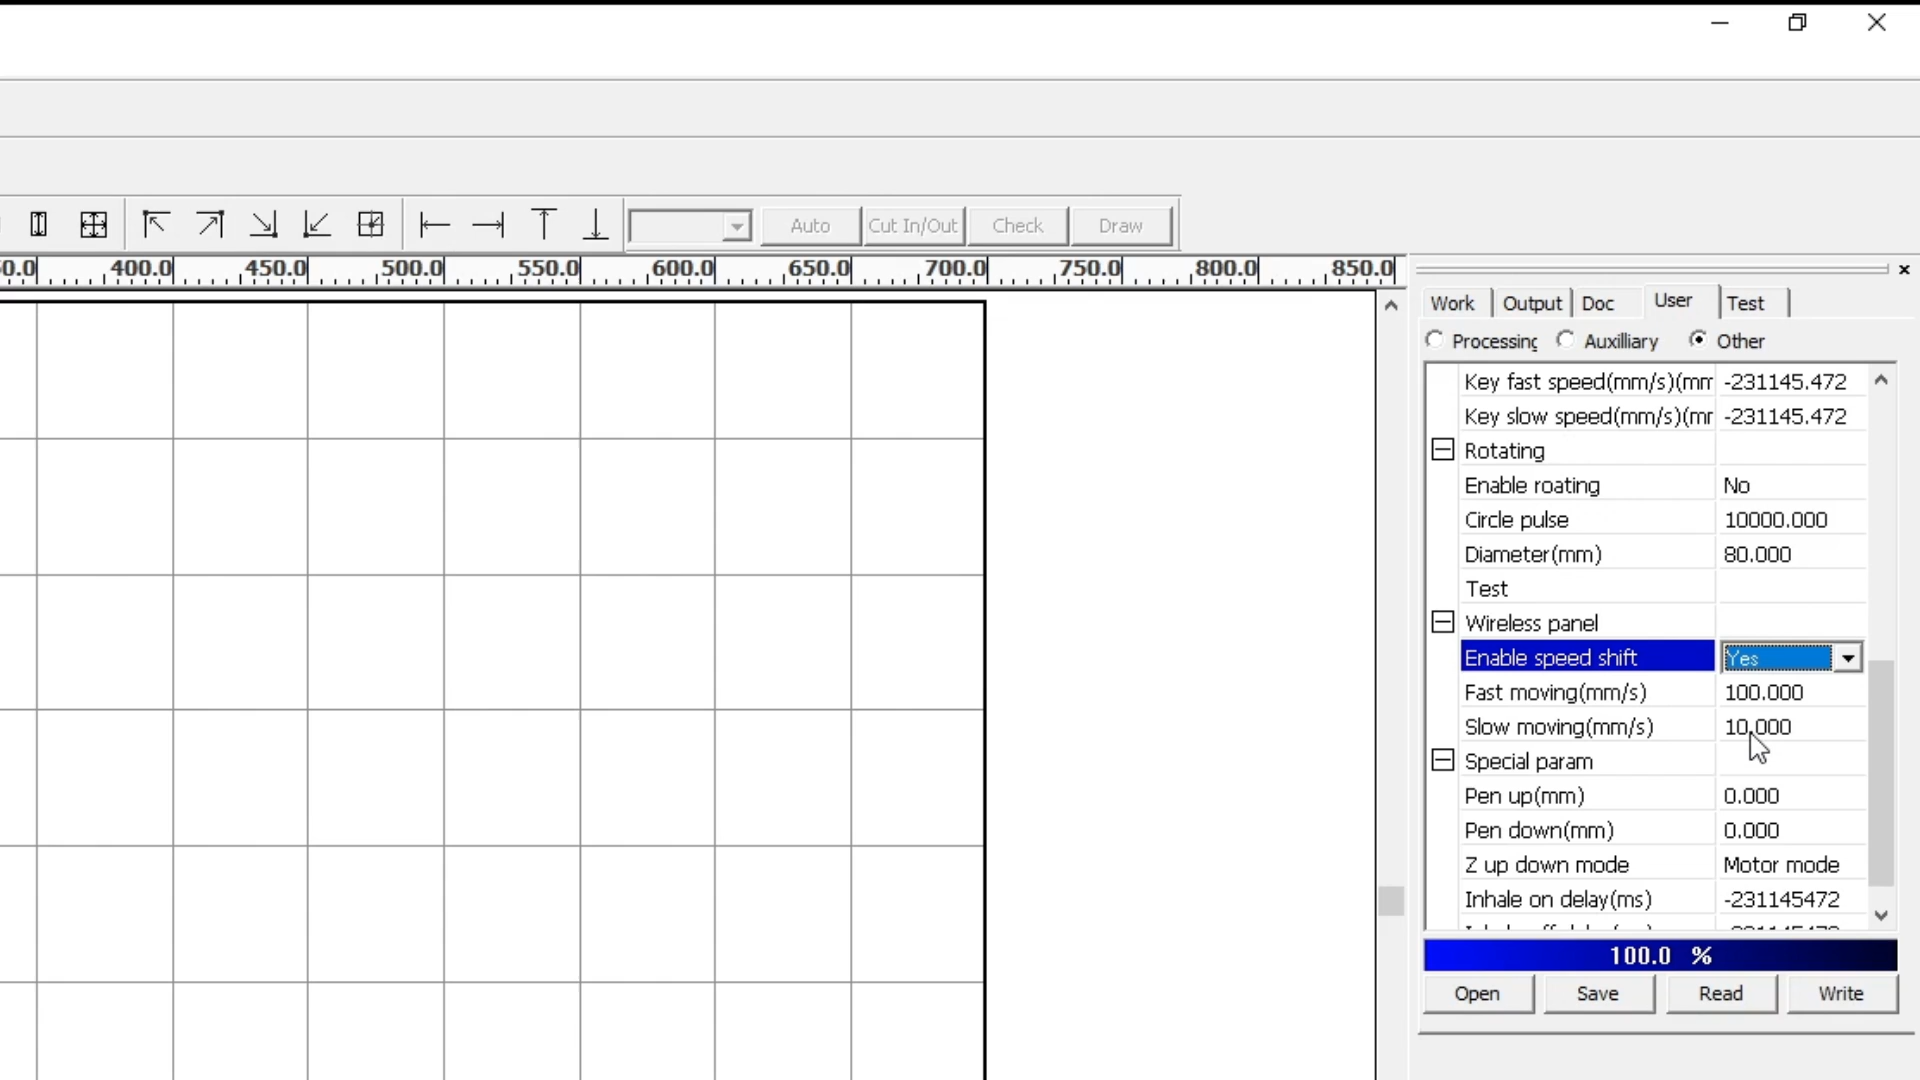 Auto Cut In/Out Check Draw
0.0 400.0 450.0 500.0 550.0 600.0 650.0 700.0 750.0 800.0 850.0
Work Output Doc User Test
Processing Auxilliary Other
Key fast speed(mm/s)(mm -231145.472
Key slow speed(mm/s)(mm -231145.472
Rotating
Enable roating No
Circle pulse 10000.000
Diameter(mm) 80.000
Test
Wireless panel
Enable speed shift Yes
Fast moving(mm/s) 100.000
Slow moving(mm/s) 10.000
Special param
Pen up(mm) 0.000
Pen down(mm) 0.000
Z up down mode Motor mode
Inhale on delay(ms) -231145472
100.0 %
Open Save Read Write